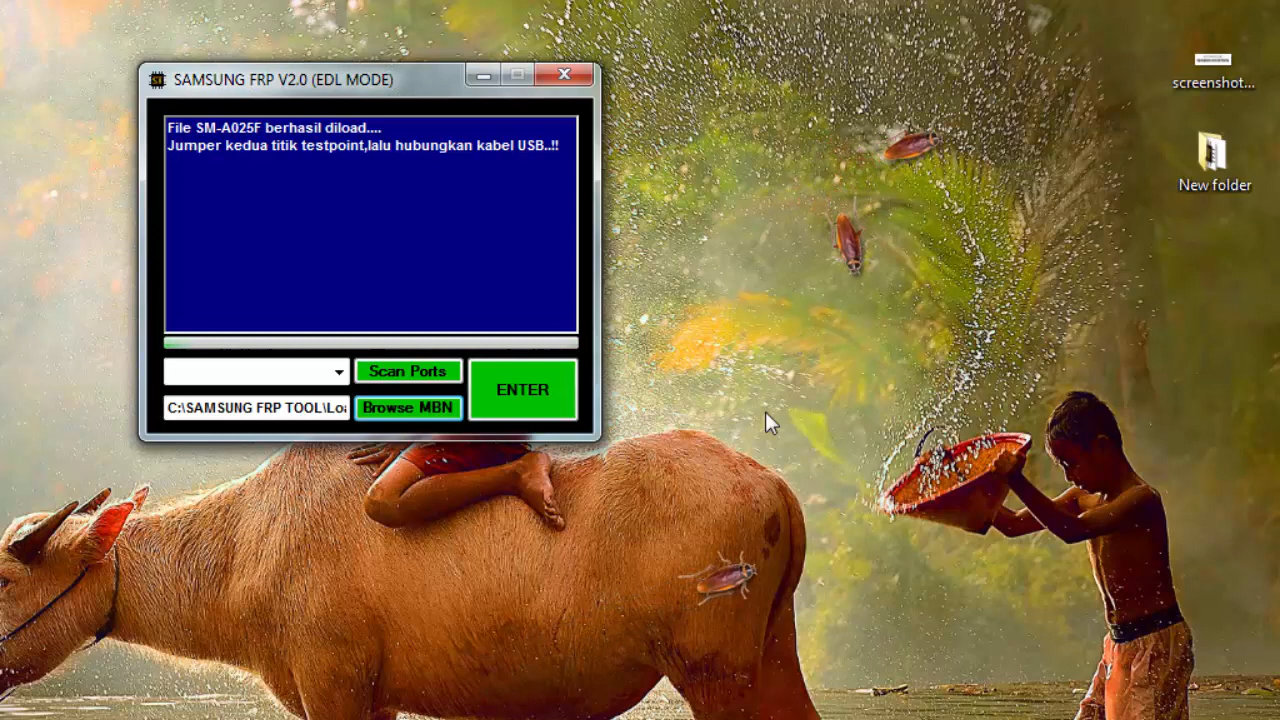 SAMSUNG FRP V2.0 (EDL MODE)
File SM-A025F berhasil diload....
Jumper kedua titik testpoint,lalu hubungkan kabel USB..!!
Scan Ports
ENTER
C:\SAMSUNG FRP TOOL\Loa
Browse MBN
screenshot...
New folder